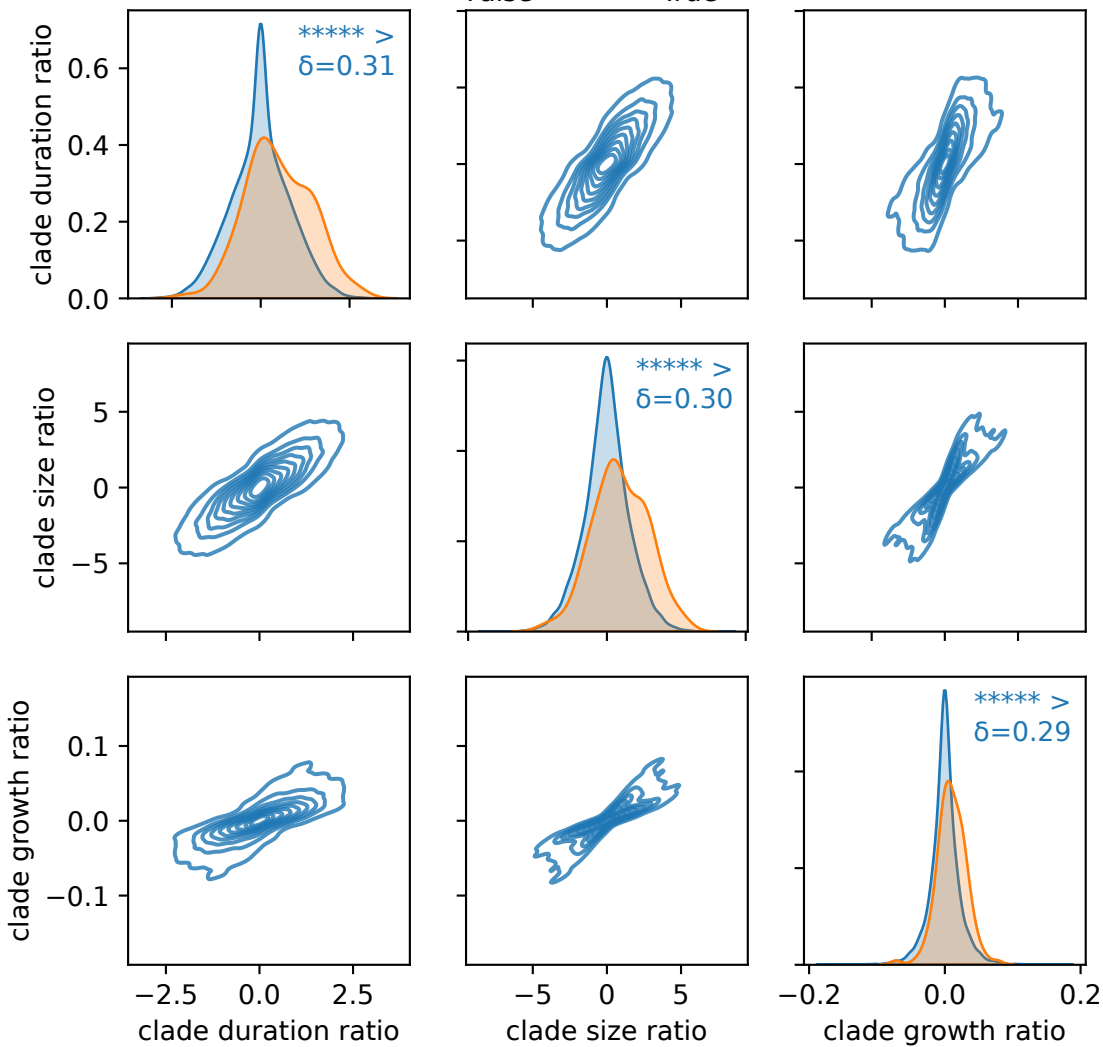 ***** >
δ=0.31
clade duration ratio
0.6
0.4
0.2
0.0
***** >
δ=0.30
clade size ratio
5
0
−5
***** >
δ=0.29
clade growth ratio
0.1
0.0
−0.1
−2.5 0.0 2.5
−5 0 5
−0.2 0.0 0.2
clade duration ratio
clade size ratio
clade growth ratio